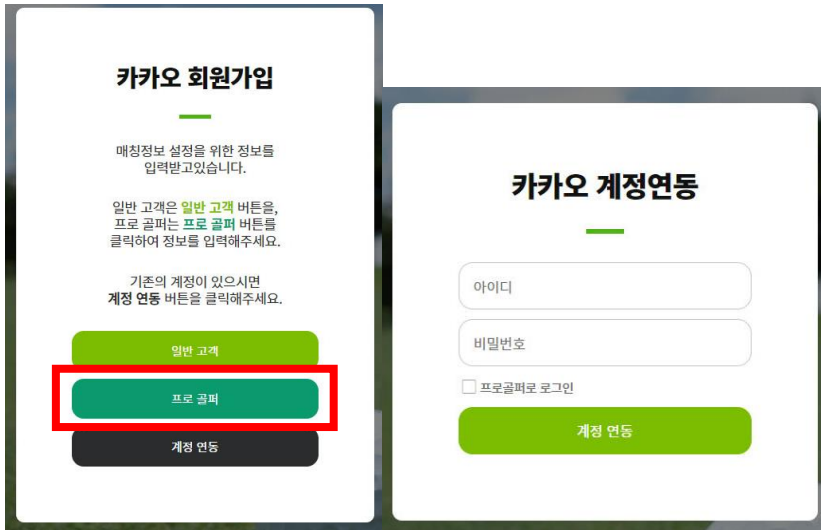 카카오 회원가입
매칭정보 설정을 위한 정보를
입력받고있습니다.
일반 고객은 일반 고객 버튼을,
프로 골퍼는 프로 골퍼 버튼를
클릭하여 정보를 입력해주세요.
기존의 계정이 있으시면
계정 연동 버튼을 클릭해주세요.
일반 고객
프로 골퍼
계정 연동
카카오 계정연동
아이디
비밀번호
프로골퍼로 로그인
계정 연동